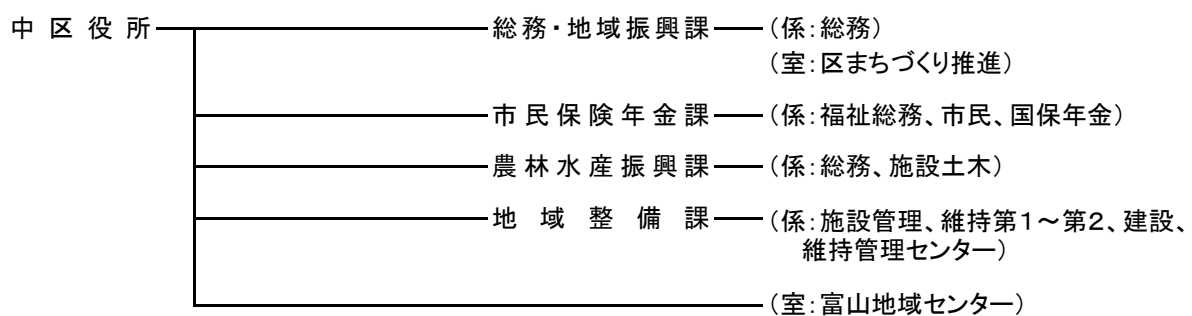 中区役所 総務・地域振興課 (係:総務)
(室:区まちづくり推進)
市民保険年金課 (係:福祉総務、市民、国保年金)
農林水産振興課 (係:総務、施設土木)
地域整備課 (係:施設管理、維持第1~第2、建設、
維持管理センター)
(室:富山地域センター)